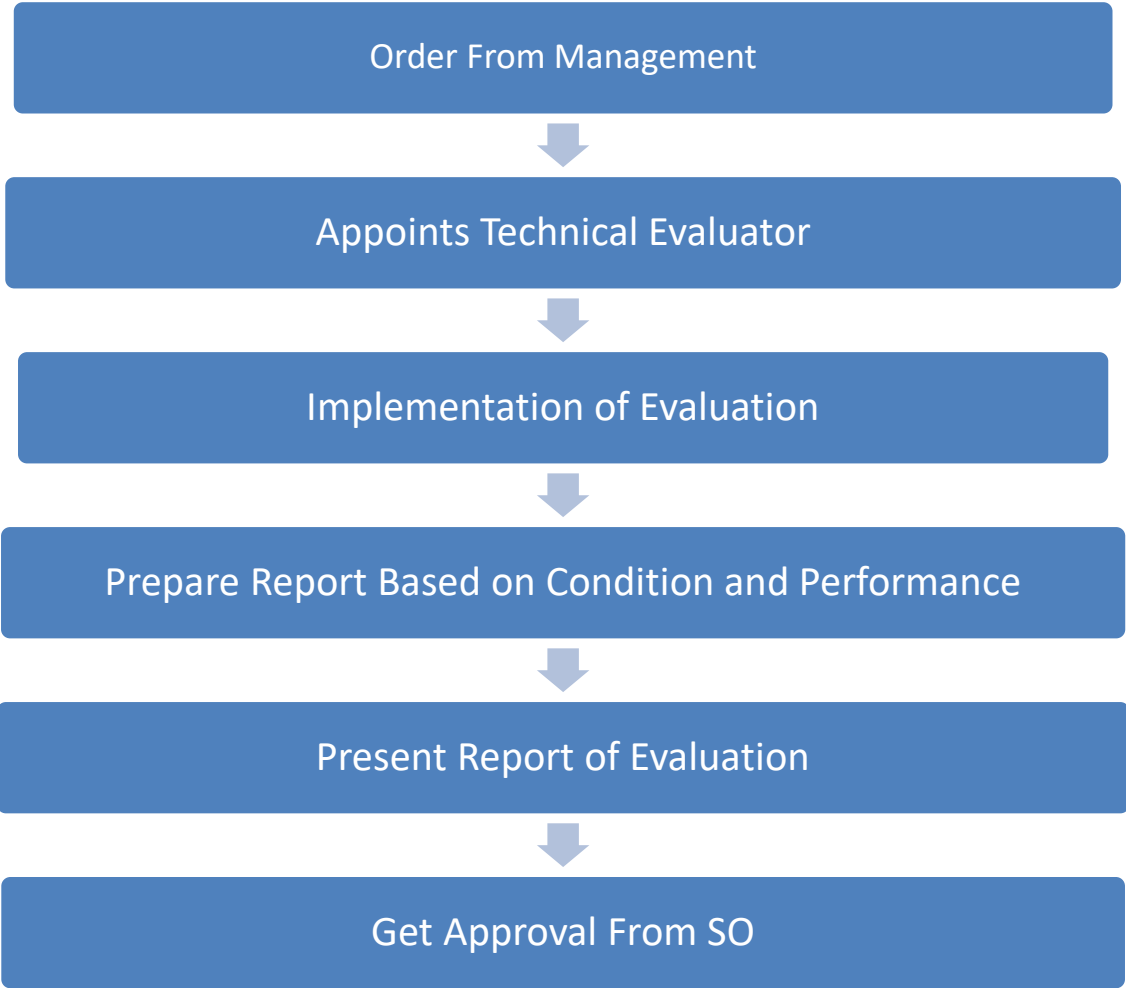 Order From Management
Appoints Technical Evaluator
Implementation of Evaluation
Prepare Report Based on Condition and Performance
Present Report of Evaluation
Get Approval From SO